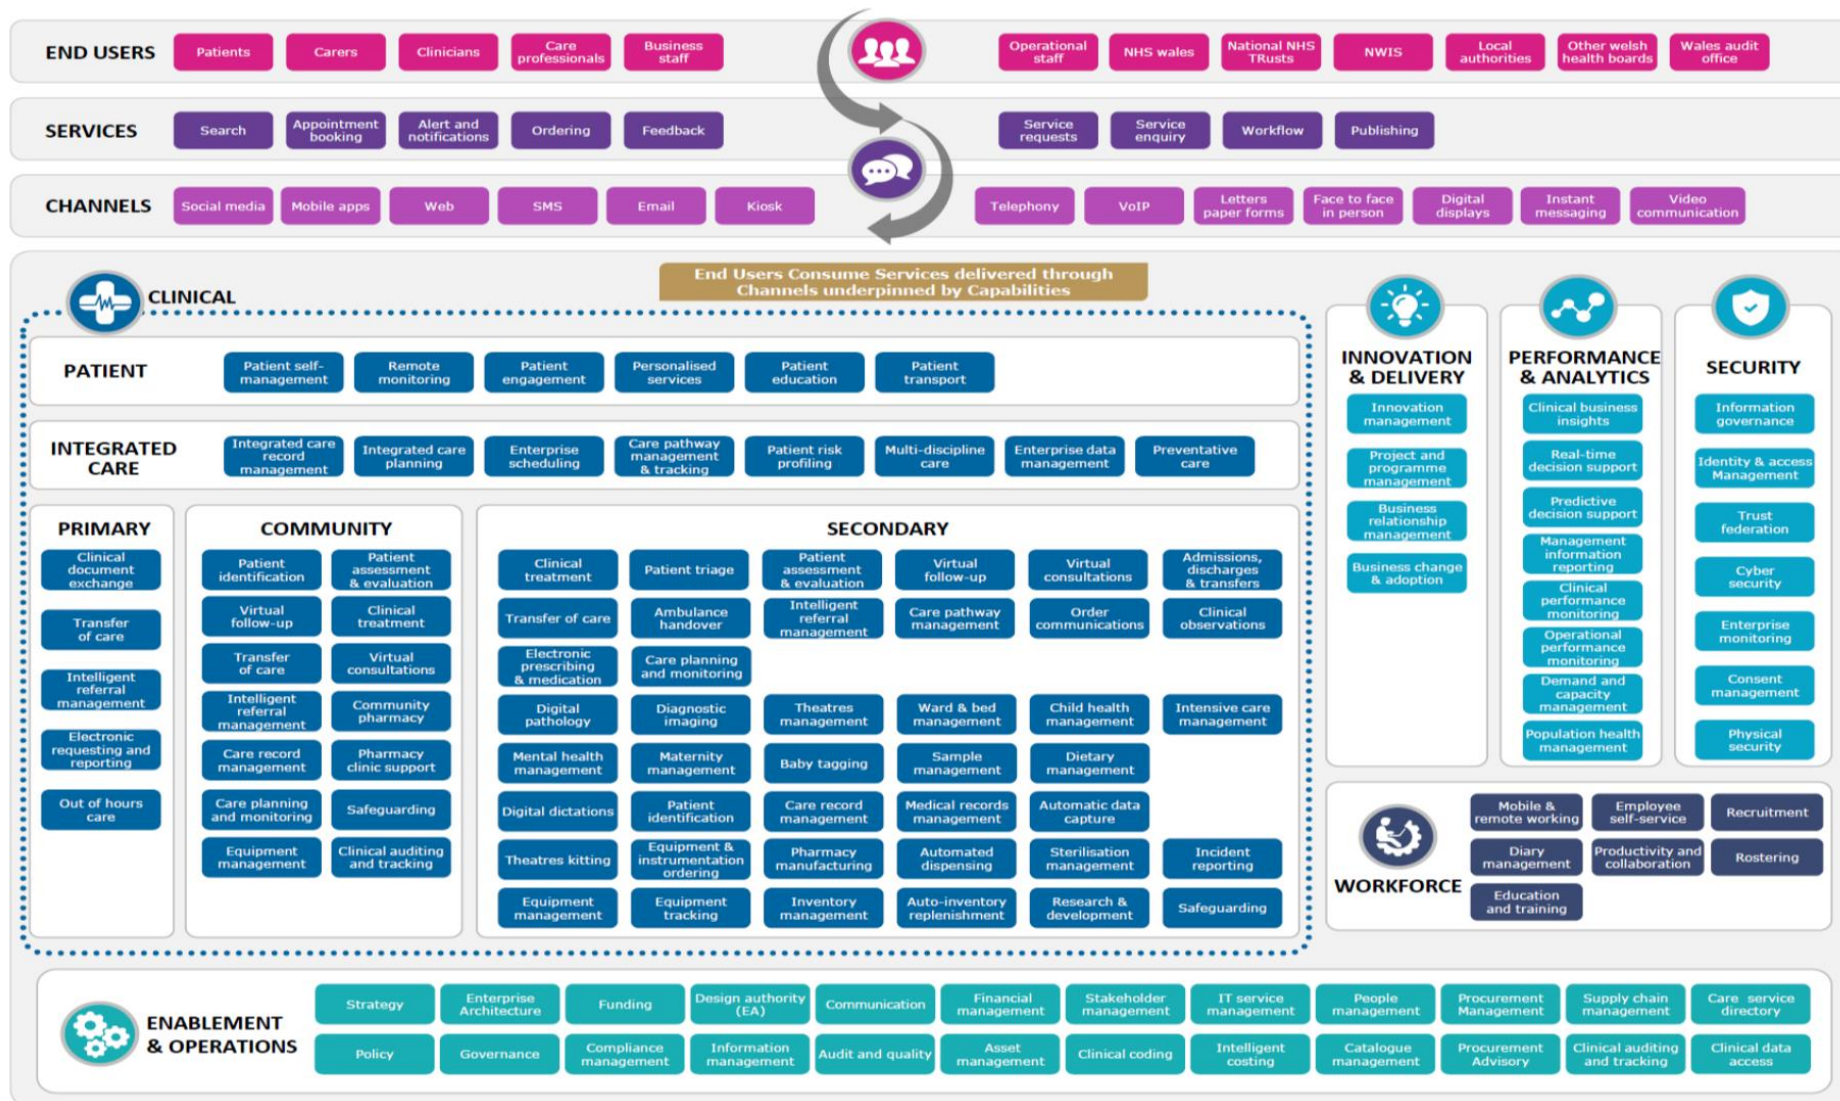 END USERS
Patients
Carers
Clinicians
Care
professionals
Business
staff
Operational
staff
NHS wales
National NHS
TRusts
NWIS
Local
authorities
Other welsh
health boards
Wales audit
office
SERVICES
Search
Appointment
booking
Alert and
notifications
Ordering
Feedback
Service
requests
Service
enquiry
Workflow
Publishing
CHANNELS
Social media
Mobile apps
Web
SMS
Email
Kiosk
Telephony
VoIP
Letters
paper forms
Face to face
in person
Digital
displays
Instant
messaging
Video
communication
End Users Consume Services delivered through
Channels underpinned by Capabilities
CLINICAL
PATIENT
Patient self-
management
Remote
monitoring
Patient
engagement
Personalised
services
Patient
education
Patient
transport
INTEGRATED
CARE
Integrated care
record
management
Integrated care
planning
Enterprise
scheduling
Care pathway
management
& tracking
Patient risk
profiling
Multi-discipline
care
Enterprise data
management
Preventative
care
PRIMARY
Clinical
document
exchange
Transfer
of care
Intelligent
referral
management
Electronic
requesting and
reporting
Out of hours
care
COMMUNITY
Patient
identification
Patient
assessment
& evaluation
Virtual
follow-up
Clinical
treatment
Transfer
of care
Virtual
consultations
Intelligent
referral
management
Community
pharmacy
Care record
management
Pharmacy
clinic support
Care planning
and monitoring
Safeguarding
Equipment
management
Clinical auditing
and tracking
SECONDARY
Clinical
treatment
Patient triage
Patient
assessment
& evaluation
Virtual
follow-up
Virtual
consultations
Admissions,
discharges
& transfers
Transfer of care
Ambulance
handover
Intelligent
referral
management
Care pathway
management
Order
communications
Clinical
observations
Electronic
prescribing
& medication
Care planning
and monitoring
Digital
pathology
Diagnostic
imaging
Theatres
management
Ward & bed
management
Child health
management
Intensive care
management
Mental health
management
Maternity
management
Baby tagging
Sample
management
Dietary
management
Digital dictations
Patient
identification
Care record
management
Medical records
management
Automatic data
capture
Theatres kitting
Equipment &
instrumentation
ordering
Pharmacy
manufacturing
Automated
dispensing
Sterilisation
management
Incident
reporting
Equipment
management
Equipment
tracking
Inventory
management
Auto-inventory
replenishment
Research &
development
Safeguarding
INNOVATION
& DELIVERY
Innovation
management
Project and
programme
management
Business
relationship
management
Business change
& adoption
PERFORMANCE
& ANALYTICS
Clinical business
insights
Real-time
decision support
Predictive
decision support
Management
information
reporting
Clinical
performance
monitoring
Operational
performance
monitoring
Demand and
capacity
management
Population health
management
SECURITY
Information
governance
Identity & access
Management
Trust
federation
Cyber
security
Enterprise
monitoring
Consent
management
Physical
security
WORKFORCE
Mobile &
remote working
Employee
self-service
Recruitment
Diary
management
Productivity and
collaboration
Rostering
Education
and training
ENABLEMENT
& OPERATIONS
Strategy
Enterprise
Architecture
Funding
Design authority
(EA)
Communication
Financial
management
Stakeholder
management
IT service
management
People
management
Procurement
Management
Supply chain
management
Care service
directory
Policy
Governance
Compliance
management
Information
management
Audit and quality
Asset
management
Clinical coding
Intelligent
costing
Catalogue
management
Procurement
Advisory
Clinical auditing
and tracking
Clinical data
access